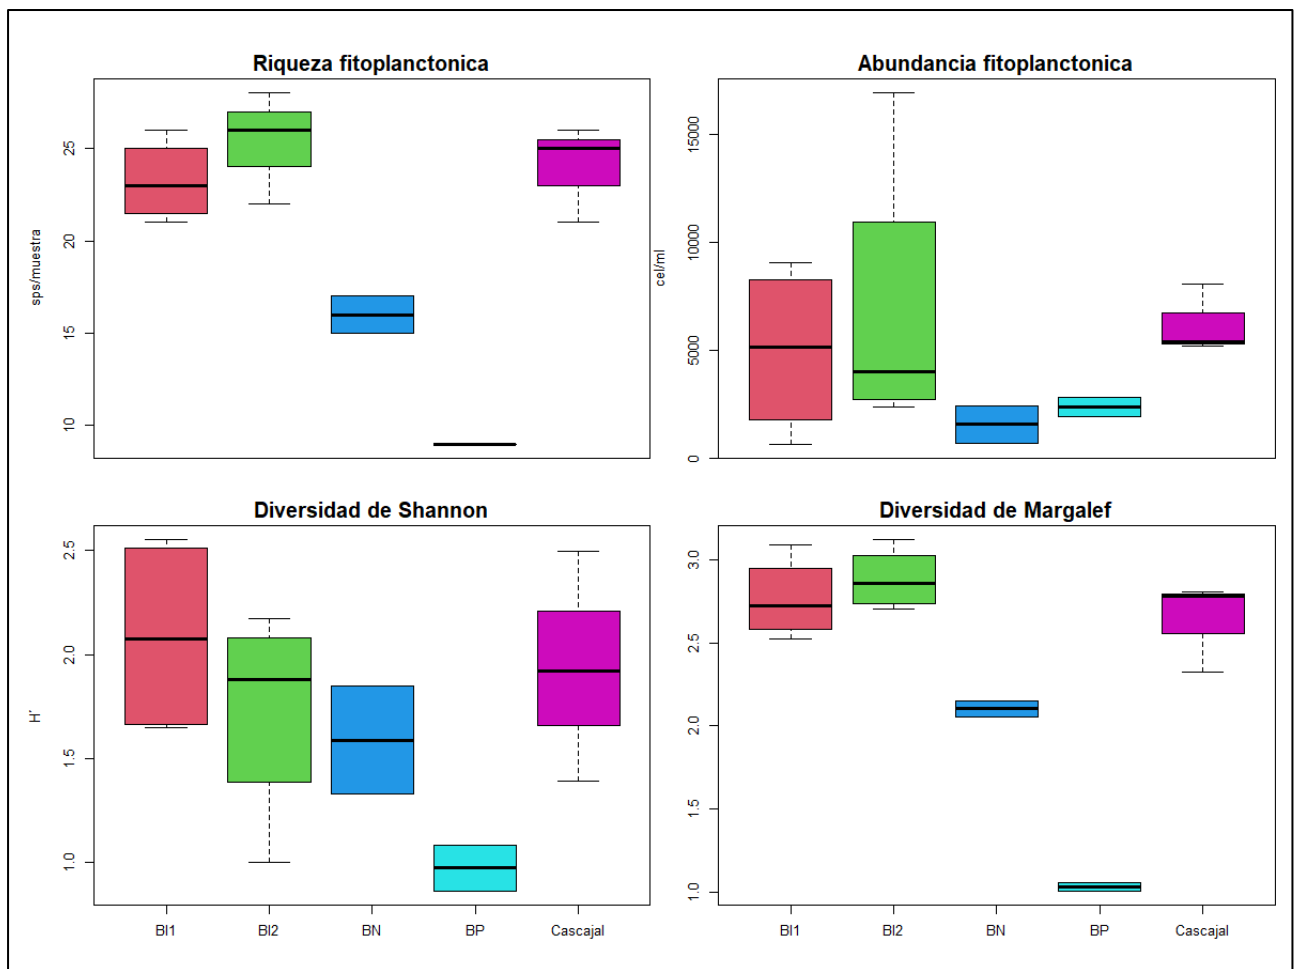 Riqueza fitoplanctonica
sps/muestra
25
20
15
10
Abundancia fitoplanctonica
cel/ml
15000
10000
5000
0
Diversidad de Shannon
H´
2.5
2.0
1.5
1.0
BI1 BI2 BN BP Cascajal
Diversidad de Margalef
3.0
2.5
2.0
1.5
1.0
BI1 BI2 BN BP Cascajal